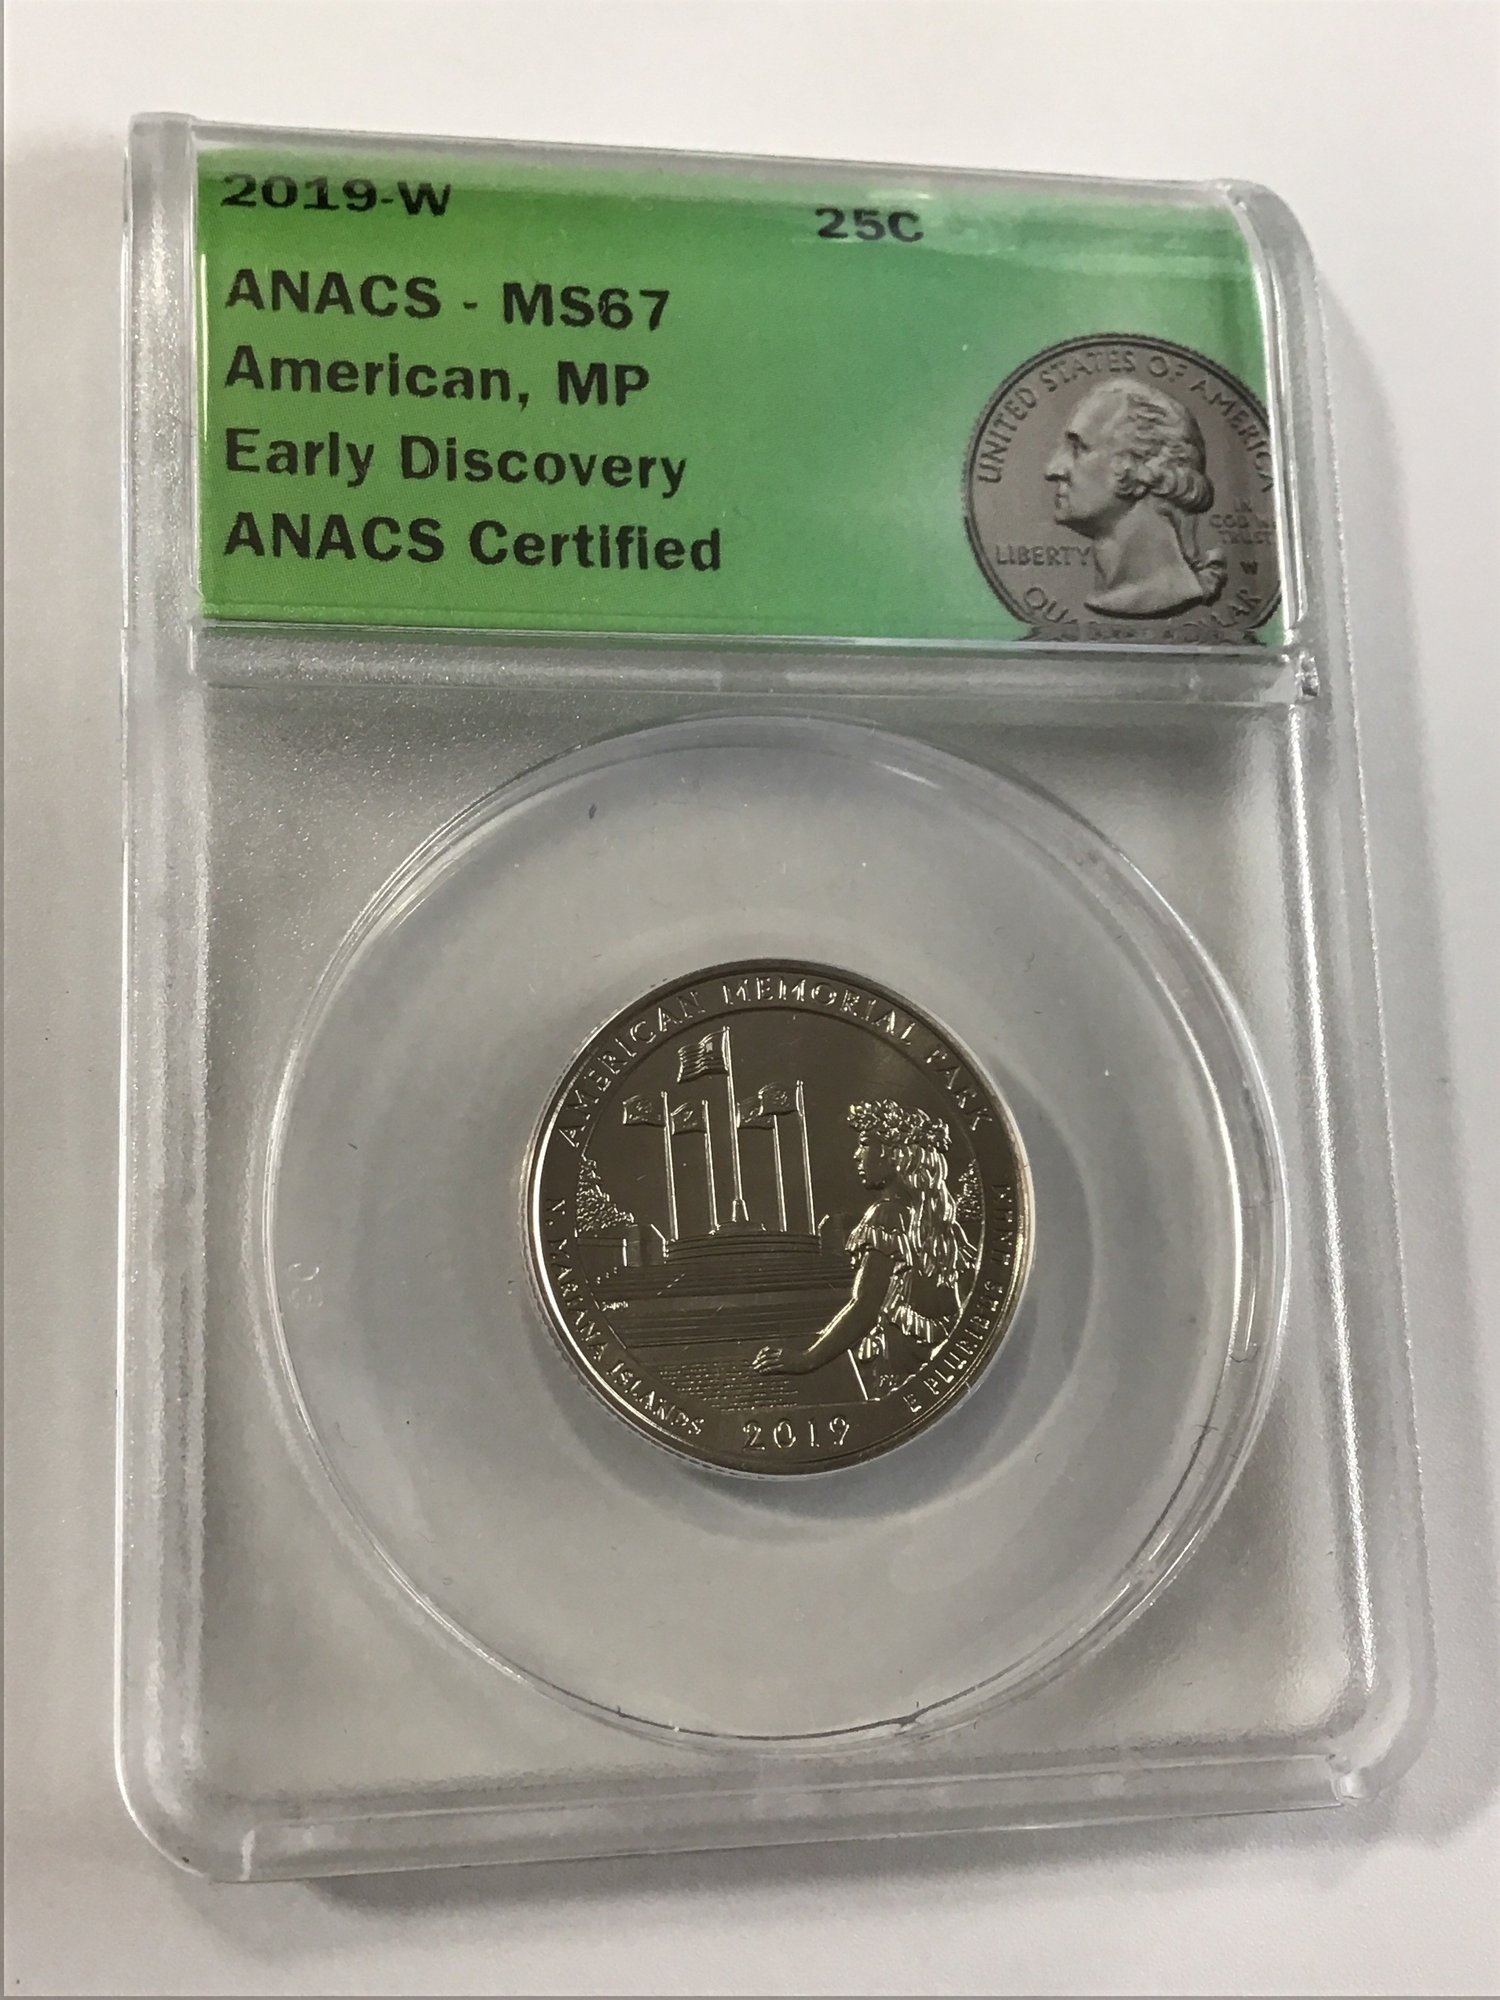 2019-W 25C
ANACS - MS67
American, MP
Early Discovery
ANACS Certified
UNITED STATES OF AMERICA
LIBERTY
IN
GOD WE
TRUST
W
QUARTER DOLLAR
AMERICAN MEMORIAL PARK
N. MARIANA ISLANDS
2019
E PLURIBUS UNUM